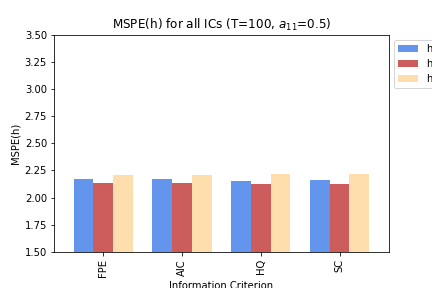 MSPE(h) for all ICs (T=100, a₁₁=0.5)
3.50
3.25
3.00
2.75
2.50
2.25
2.00
1.75
1.50
MSPE(h)
h
h
h
FPE
AIC
HQ
SC
Information Criterion